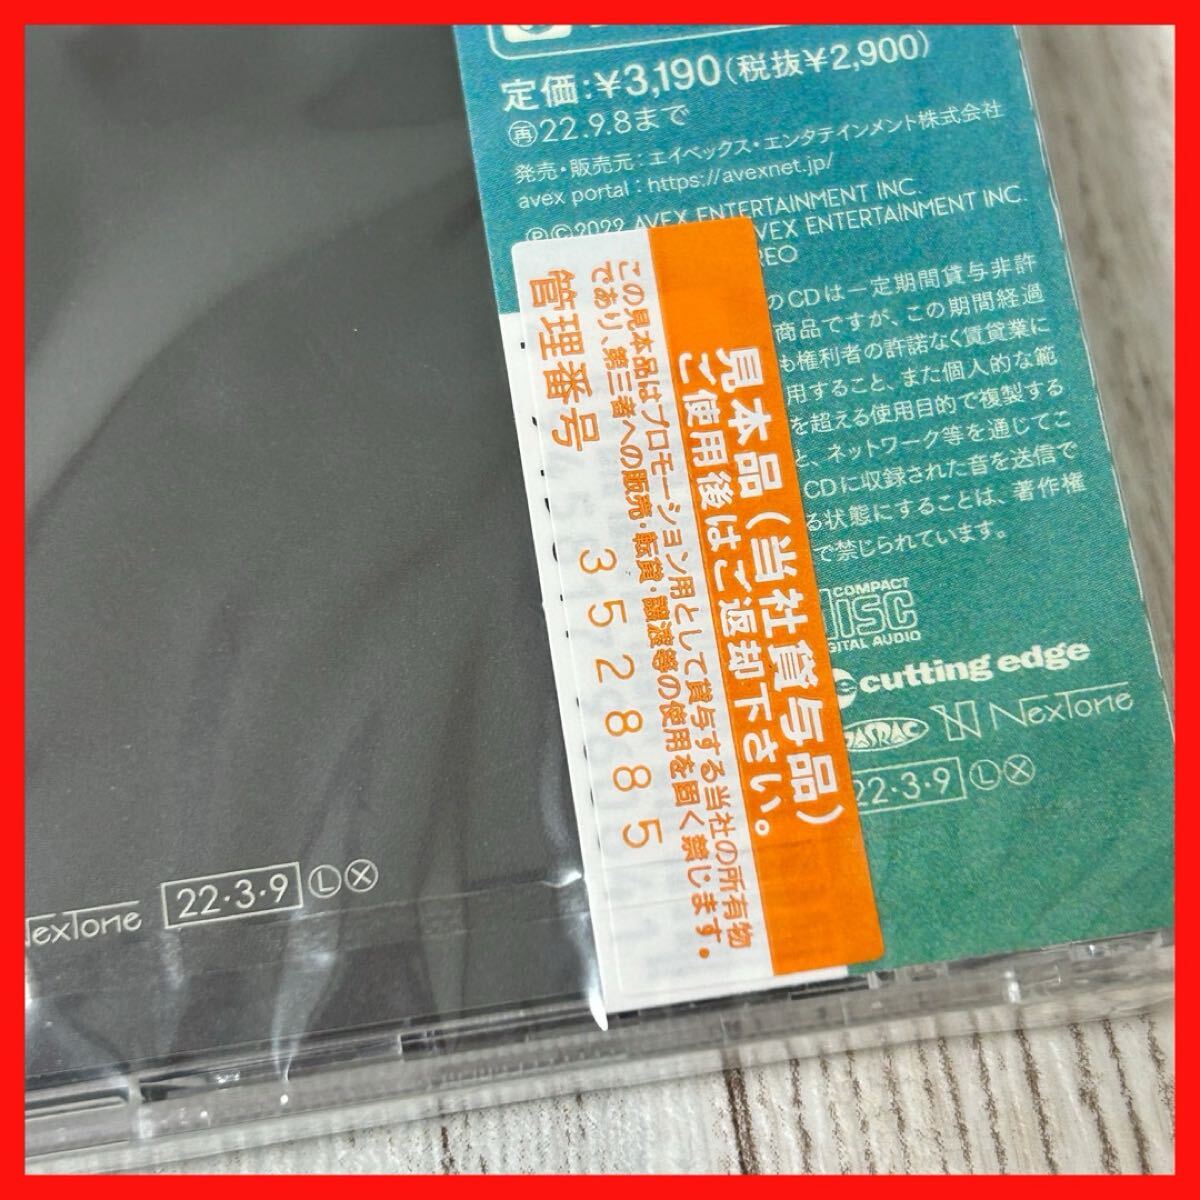 定価:¥3,190(税抜¥2,900)
再22.9.8まで
発売・販売元:エイベックス・エンタテインメント株式会社
avex portal : https://avexnet.jp/
ⓅⒸ2022 AVEX ENTERTAINMENT INC.
VEX ENTERTAINMENT INC.
REO
のCDは一定期間貸与非許
商品ですが、この期間経過
も権利者の許諾なく賃貸業に
用すること、また個人的な範
を超える使用目的で複製する
と、ネットワーク等を通じてこ
CDに収録された音を送信で
る状態にすることは、著作権
で禁じられています。
COMPACT
DISC
DIGITAL AUDIO
cutting edge
JASRAC
NexTone
22・3・9 Ⓛ Ⓧ
見本品(当社貸与品)
ご使用後はご返却下さい。
この見本品はプロモーション用として貸与する当社の所有物
であり、第三者への販売・転貸・譲渡等の使用を固く禁じます。
管理番号 352885
NexTone
22・3・9 Ⓛ Ⓧ